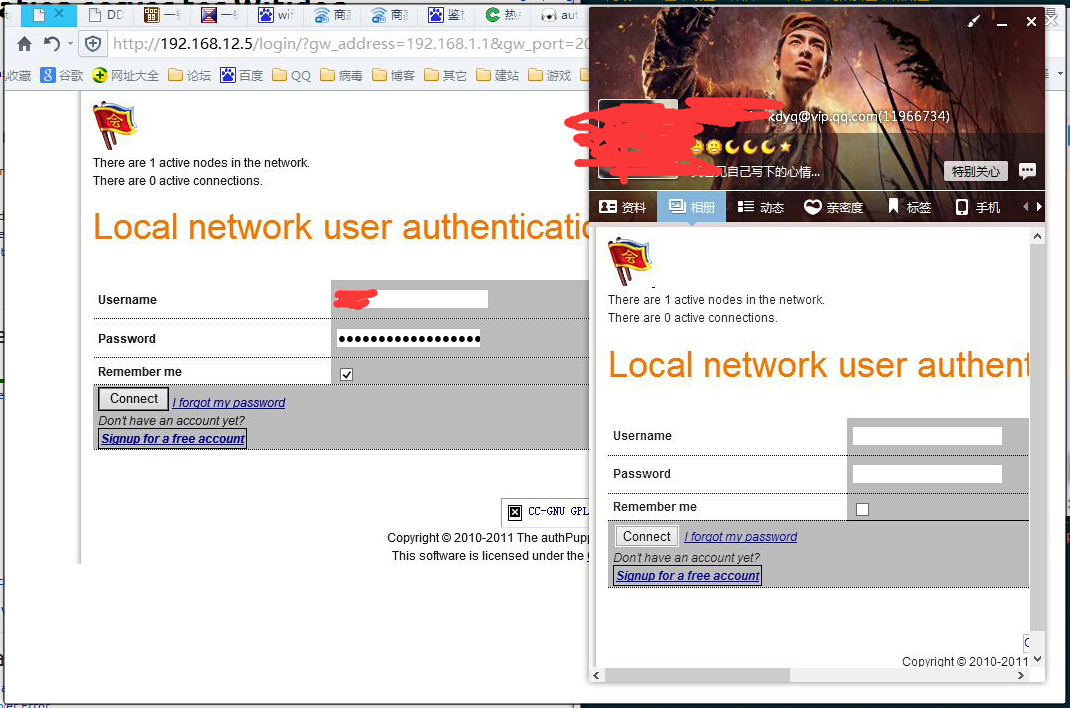 DD
一纟
一纟
wif
商
商
鉴
热
aut
http://192.168.12.5/login/?gw_address=192.168.1.1&gw_port=20
收藏 谷歌 网址大全 论坛 百度 QQ 病毒 博客 其它 建站 游戏
会
There are 1 active nodes in the network.
There are 0 active connections.
Local network user authenticatio
Username
Password ●●●●●●●●●●●●●●●●●●
Remember me
Connect I forgot my password
Don't have an account yet?
Signup for a free account
CC-GNU GPL
Copyright © 2010-2011 The authPupp
This software is licensed under the
kdyq@vip.qq.com(11966734)
自己写下的心情...
特别关心
资料 相册 动态 亲密度 标签 手机
会
There are 1 active nodes in the network.
There are 0 active connections.
Local network user authent
Username
Password
Remember me
Connect I forgot my password
Don't have an account yet?
Signup for a free account
Copyright © 2010-2011